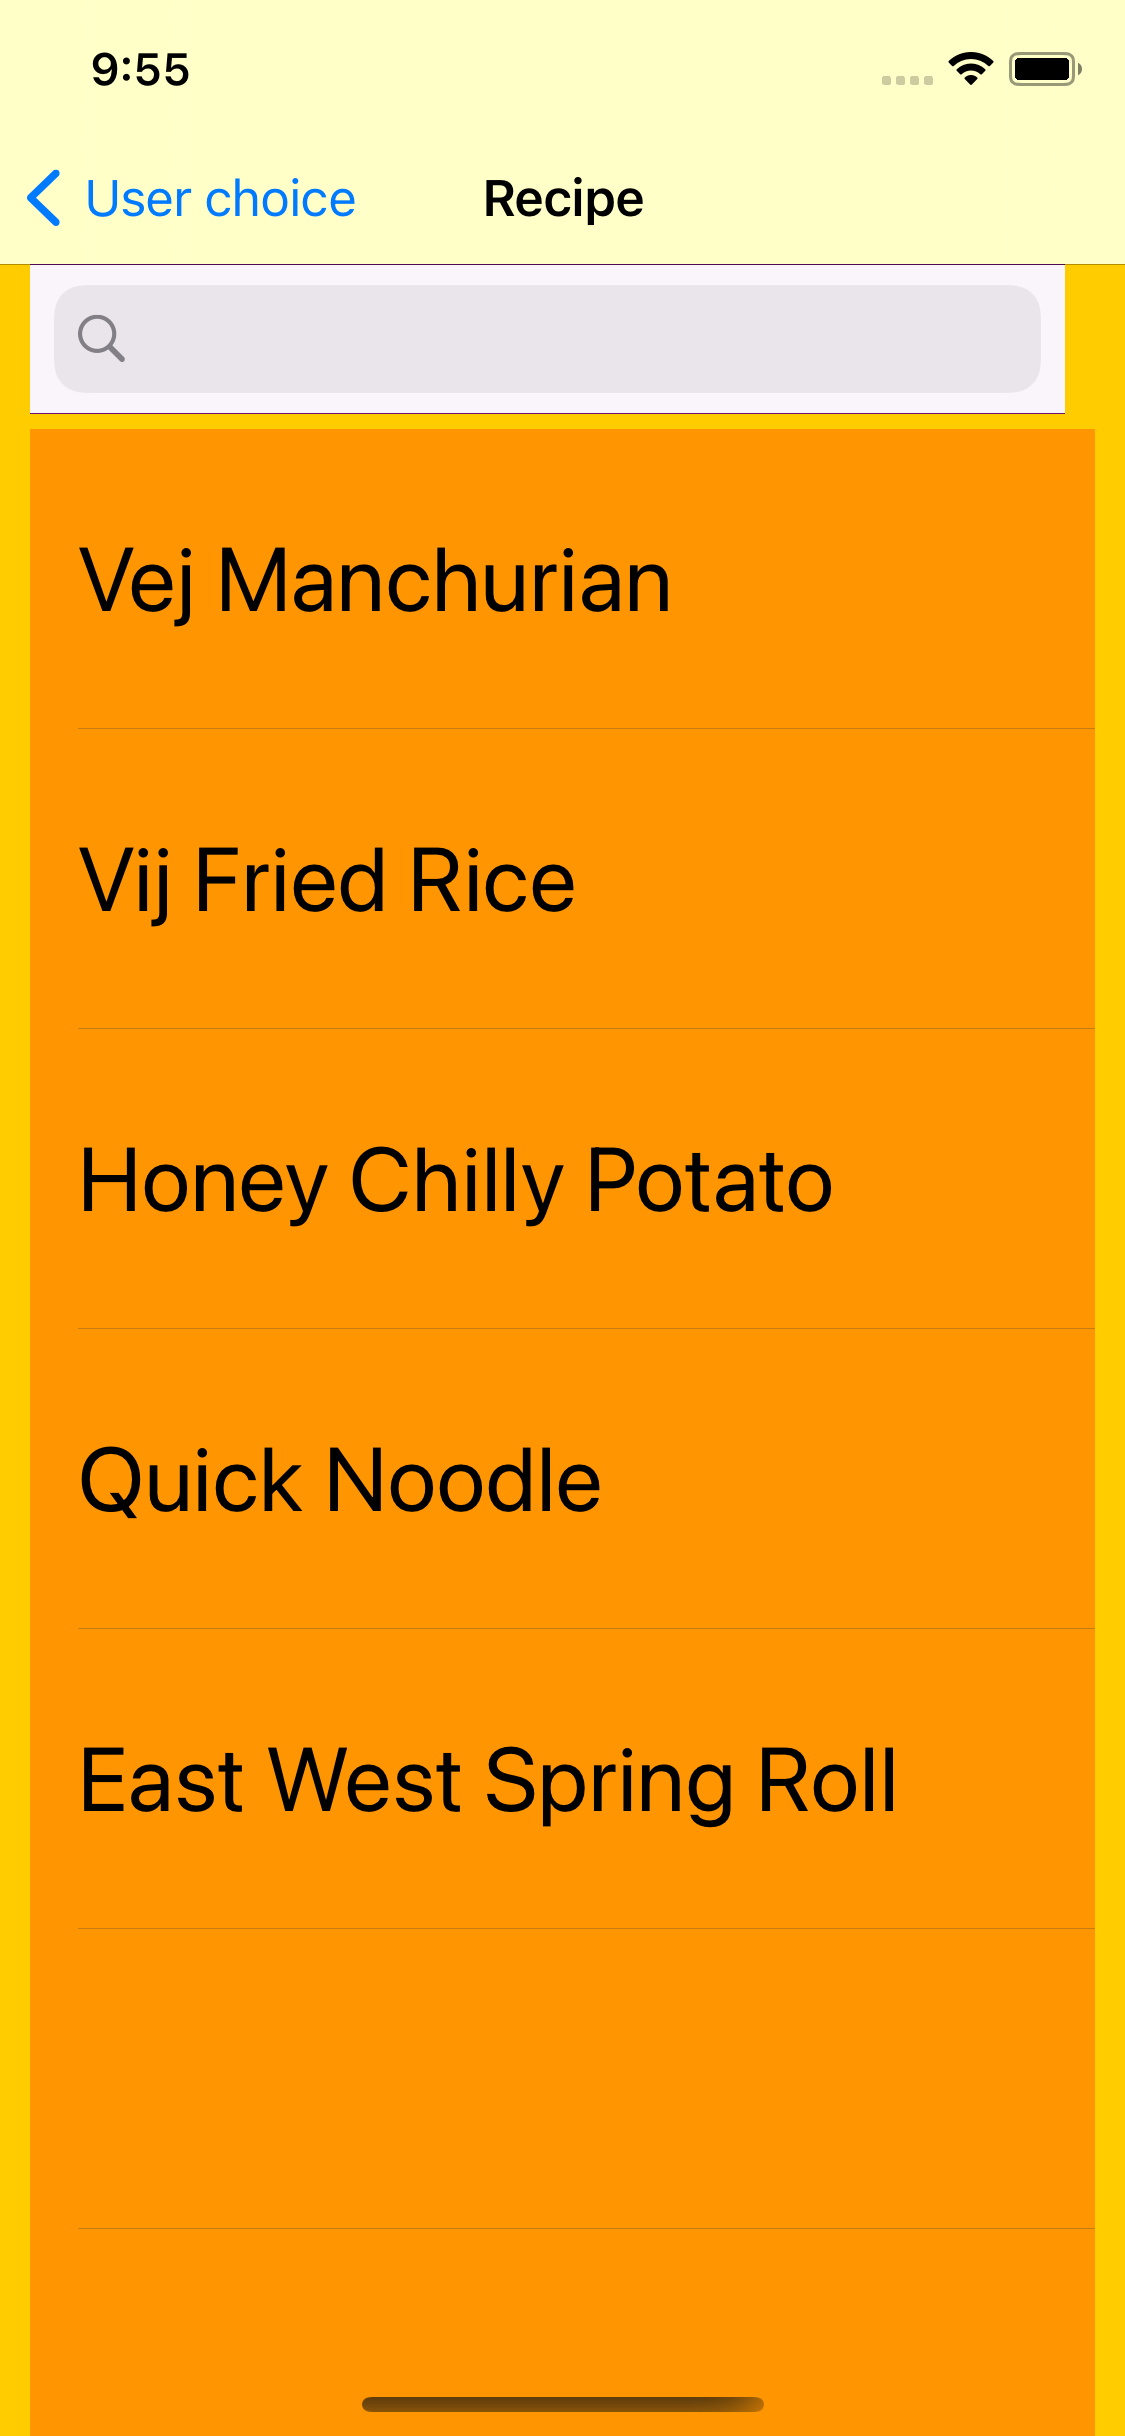 9:55
User choice
Recipe
Vej Manchurian
Vij Fried Rice
Honey Chilly Potato
Quick Noodle
East West Spring Roll